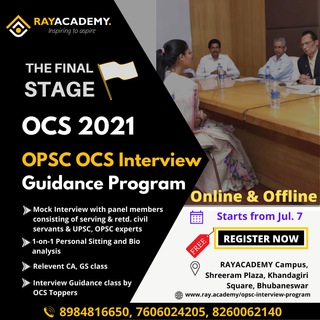 RAYACADEMY.
Inspiring to aspire
THE FINAL
STAGE
OCS 2021
OPSC OCS Interview
Guidance Program
Mock Interview with panel members
consisting of serving & retd. civil
servants & UPSC, OPSC experts
1-on-1 Personal Sitting and Bio
analysis
Relevent CA, GS class
Interview Guidance class by
OCS Toppers
Online & Offline
Starts from Jul. 7
FREE
REGISTER NOW
RAYACADEMY Campus,
Shreeram Plaza, Khandagiri
Square, Bhubaneswar
www.ray.academy/opsc-interview-program
8984816650, 7606024205, 8260062140